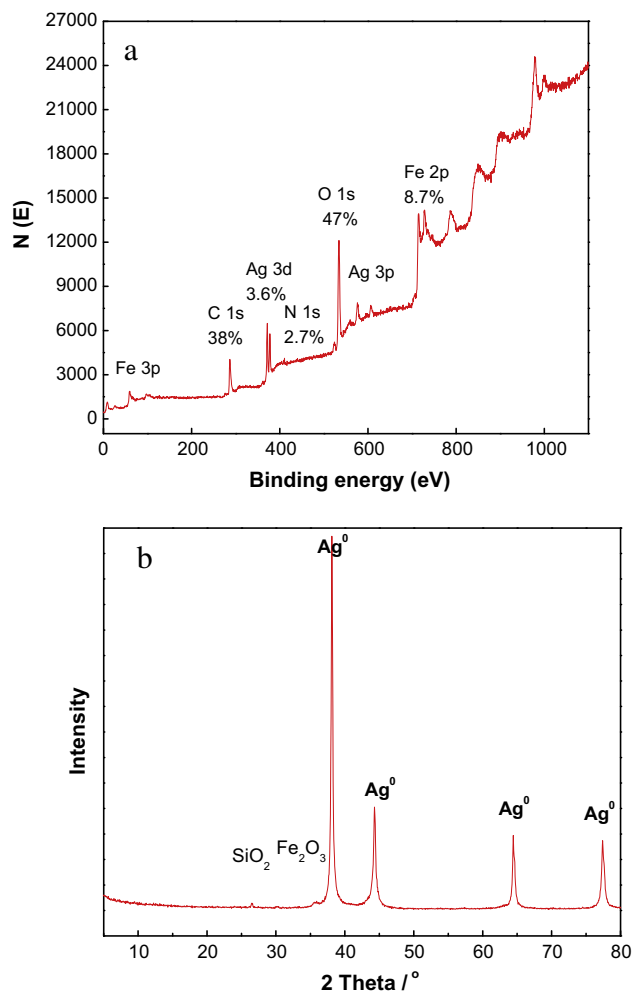 a
27000
24000
21000
18000
15000
12000
9000
6000
3000
0
N (E)
Fe 3p
C 1s
38%
Ag 3d
3.6%
N 1s
2.7%
O 1s
47%
Ag 3p
Fe 2p
8.7%
0 200 400 600 800 1000
Binding energy (eV)
b
Intensity
Ag⁰
Ag⁰
Ag⁰
Ag⁰
SiO₂
Fe₂O₃
10 20 30 40 50 60 70 80
2 Theta / °